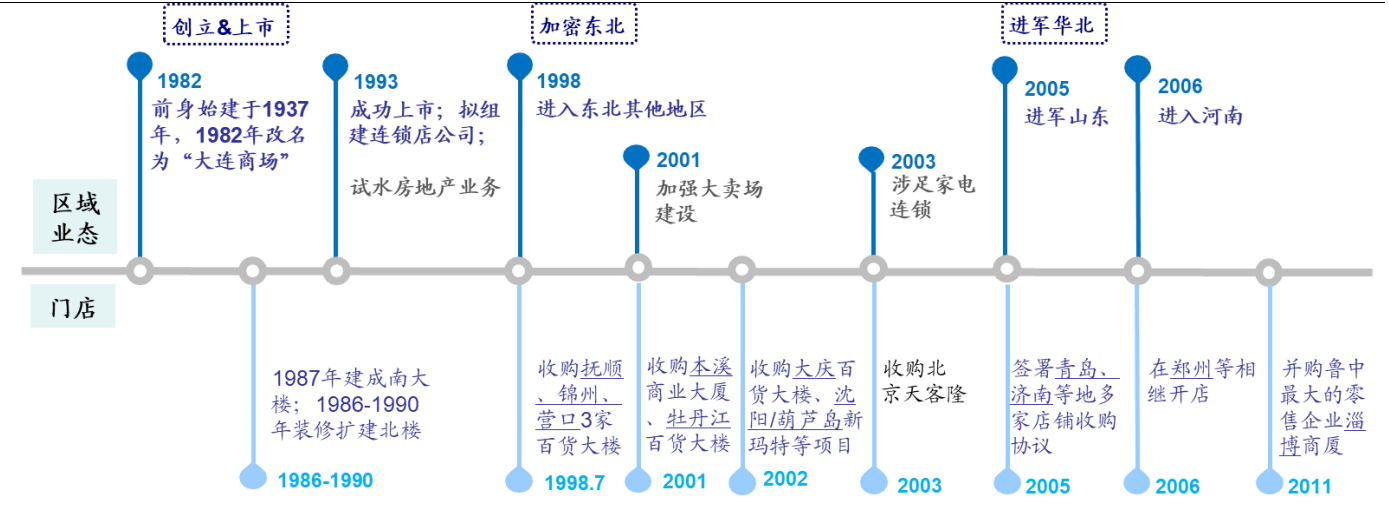 创立&上市
加密东北
进军华北
1982
前身始建于1937
年，1982年改名
为“大连商场”
1993
成功上市；拟组
建连锁店公司；
试水房地产业务
1998
进入东北其他地区
2001
加强大卖场
建设
2003
涉足家电
连锁
2005
进军山东
2006
进入河南
区域
业态
门店
1987年建成南大
楼；1986-1990
年装修扩建北楼
1986-1990
收购抚顺
、锦州、
营口3家
百货大楼
1998.7
收购本溪
商业大厦
、牡丹江
百货大楼
2001
收购大庆百
货大楼、沈
阳/葫芦岛新
玛特等项目
2002
收购北
京天客隆
2003
签署青岛、
济南等地多
家店铺收购
协议
2005
在郑州等相
继开店
2006
并购鲁中
最大的零
售企业淄
博商厦
2011